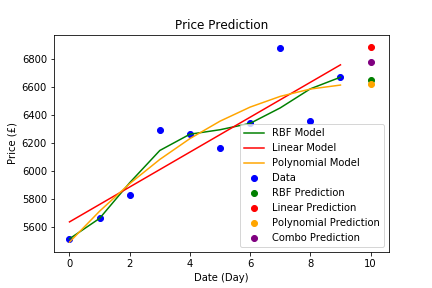 Price Prediction
Price (£)
6800
6600
6400
6200
6000
5800
5600
RBF Model
Linear Model
Polynomial Model
Data
RBF Prediction
Linear Prediction
Polynomial Prediction
Combo Prediction
0
2
4
6
8
10
Date (Day)